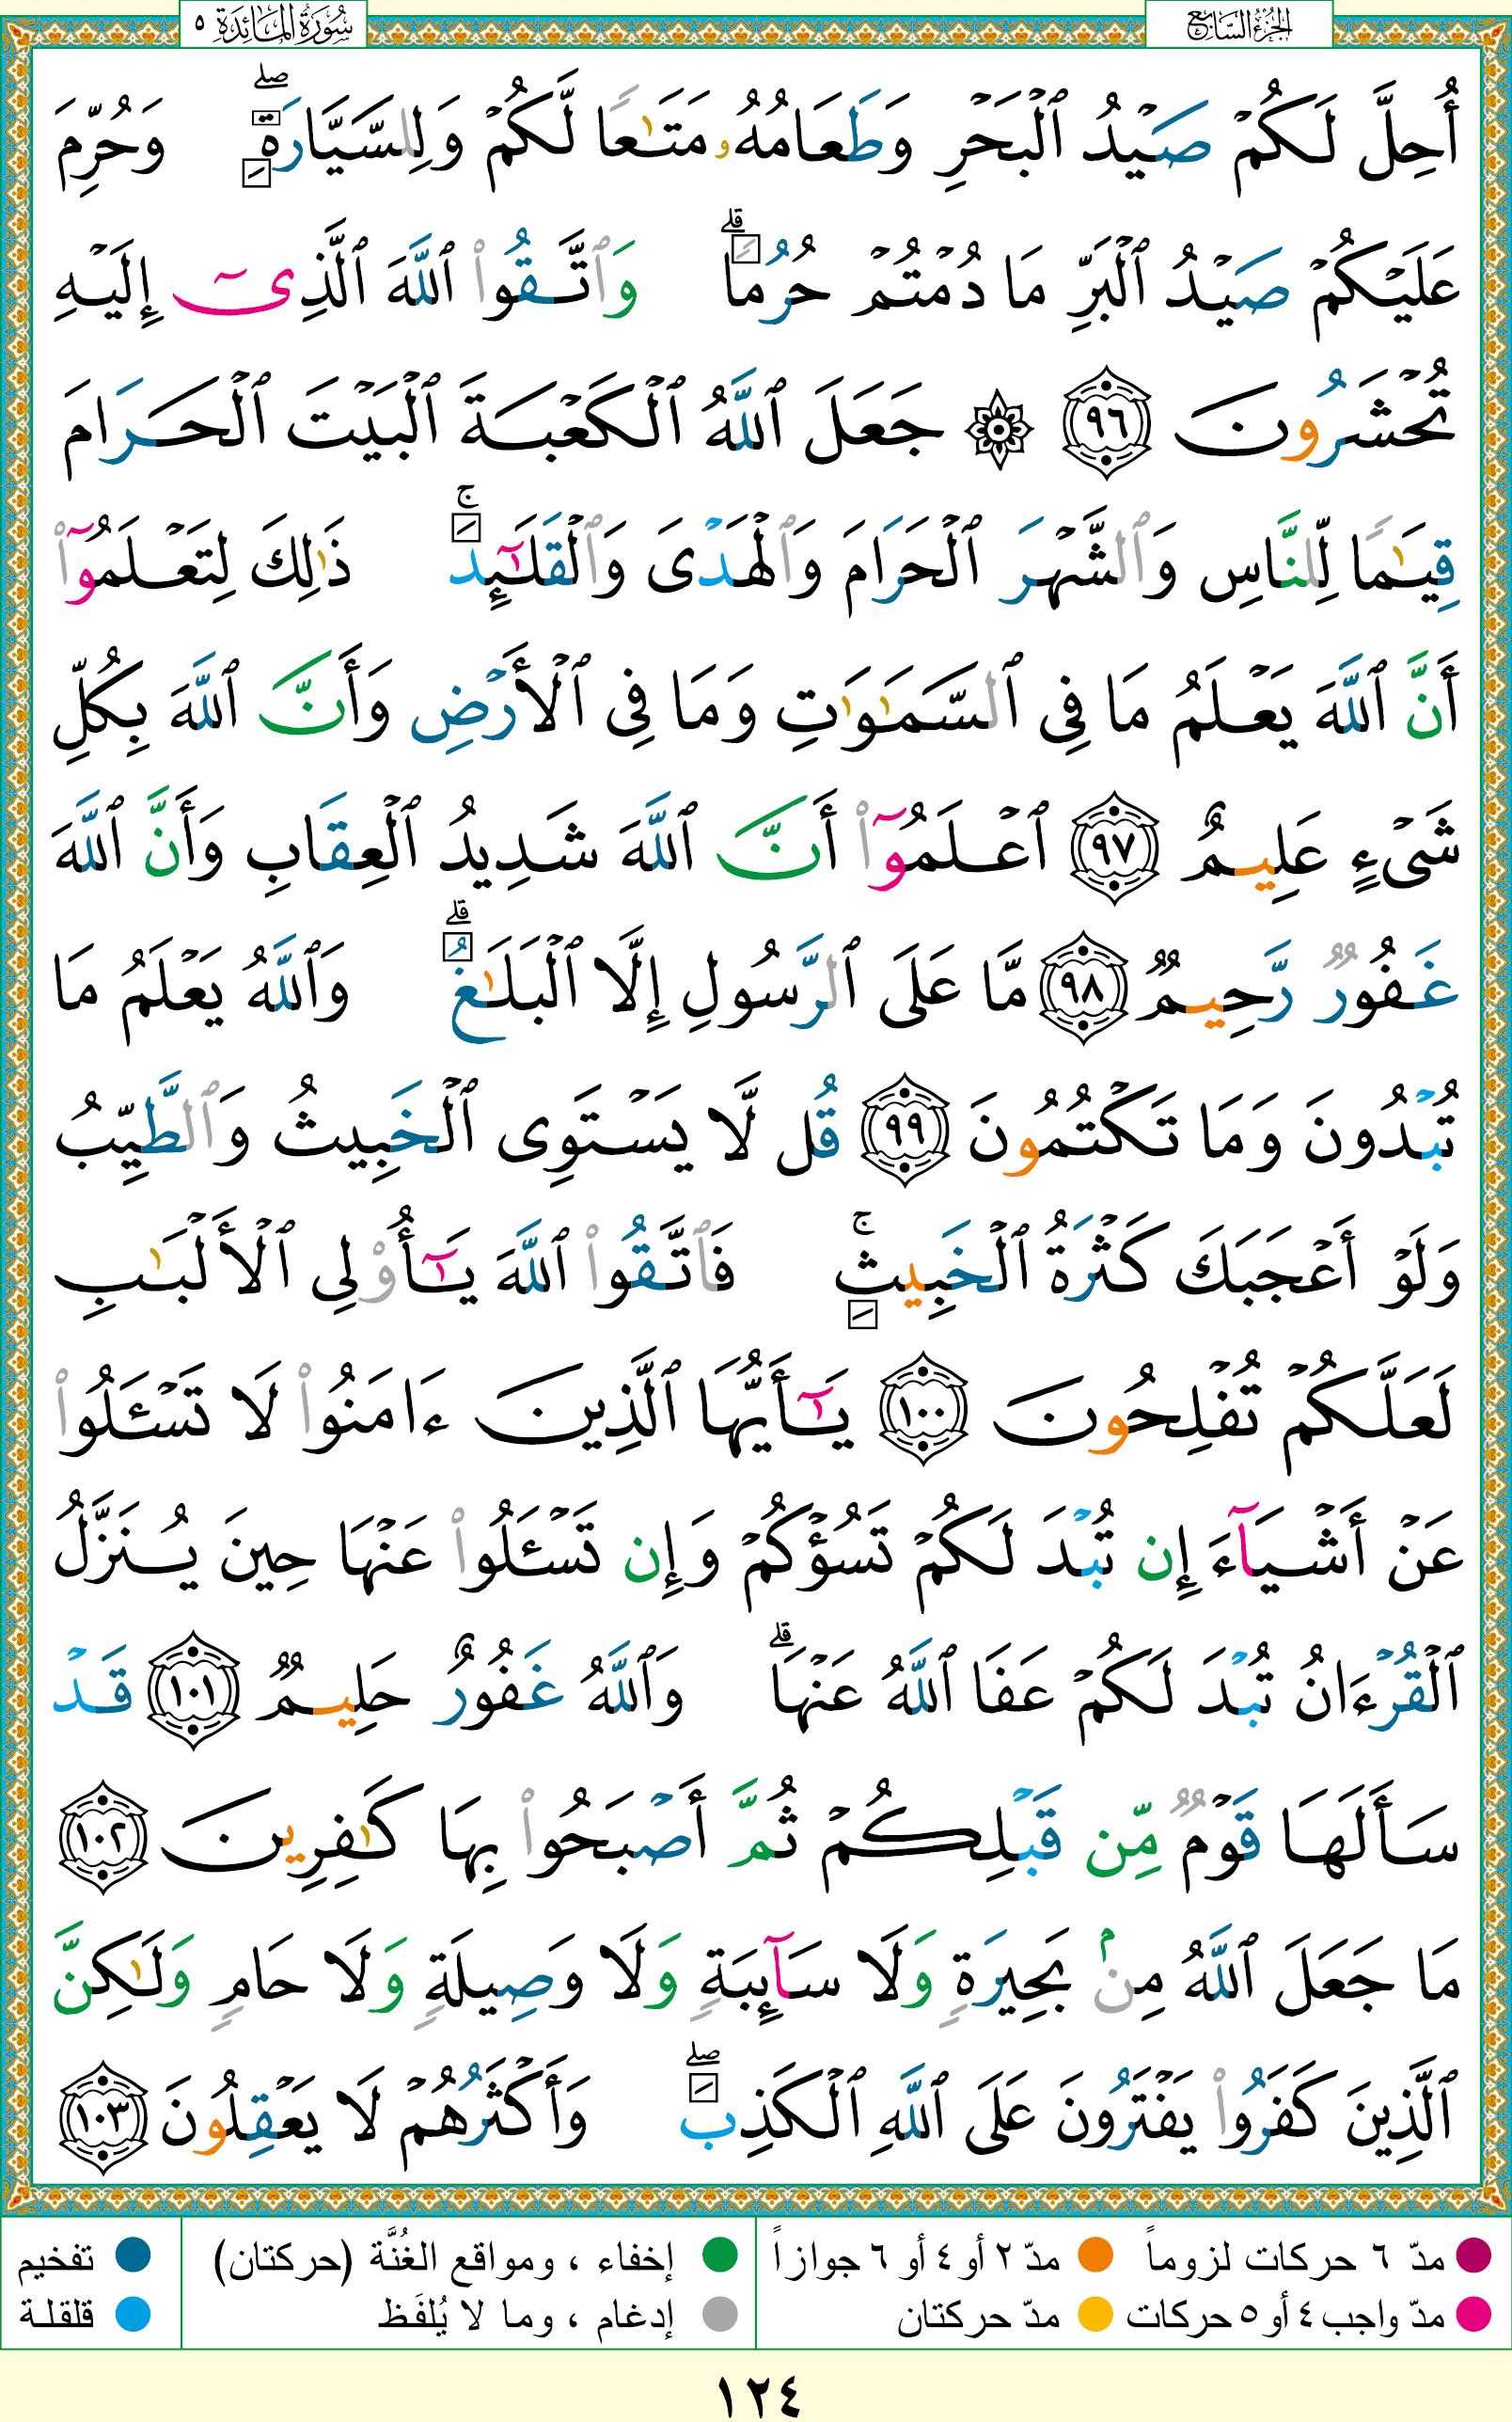 الجزء السابع
سورة المائدة ٥
أُحِلَّ لَكُمۡ صَيۡدُ ٱلۡبَحۡرِ وَطَعَامُهُۥ مَتَٰعٗا لَّكُمۡ وَلِلسَّيَّارَةِۖ وَحُرِّمَ
عَلَيۡكُمۡ صَيۡدُ ٱلۡبَرِّ مَا دُمۡتُمۡ حُرُمٗاۗ وَٱتَّقُواْ ٱللَّهَ ٱلَّذِىٓ إِلَيۡهِ
تُحۡشَرُونَ ٩٦ ۞ جَعَلَ ٱللَّهُ ٱلۡكَعۡبَةَ ٱلۡبَيۡتَ ٱلۡحَرَامَ
قِيَٰمٗا لِّلنَّاسِ وَٱلشَّهۡرَ ٱلۡحَرَامَ وَٱلۡهَدۡىَ وَٱلۡقَلَٰٓئِدَۚ ذَٰلِكَ لِتَعۡلَمُوٓاْ
أَنَّ ٱللَّهَ يَعۡلَمُ مَا فِى ٱلسَّمَٰوَٰتِ وَمَا فِى ٱلۡأَرۡضِ وَأَنَّ ٱللَّهَ بِكُلِّ
شَىۡءٍ عَلِيمٌ ٩٧ ٱعۡلَمُوٓاْ أَنَّ ٱللَّهَ شَدِيدُ ٱلۡعِقَابِ وَأَنَّ ٱللَّهَ
غَفُورٞ رَّحِيمٞ ٩٨ مَّا عَلَى ٱلرَّسُولِ إِلَّا ٱلۡبَلَٰغُۗ وَٱللَّهُ يَعۡلَمُ مَا
تُبۡدُونَ وَمَا تَكۡتُمُونَ ٩٩ قُل لَّا يَسۡتَوِى ٱلۡخَبِيثُ وَٱلطَّيِّبُ
وَلَوۡ أَعۡجَبَكَ كَثۡرَةُ ٱلۡخَبِيثِۚ فَٱتَّقُواْ ٱللَّهَ يَٰٓأُوْلِى ٱلۡأَلۡبَٰبِ
لَعَلَّكُمۡ تُفۡلِحُونَ ١٠٠ يَٰٓأَيُّهَا ٱلَّذِينَ ءَامَنُواْ لَا تَسۡـَٔلُواْ
عَنۡ أَشۡيَآءَ إِن تُبۡدَ لَكُمۡ تَسُؤۡكُمۡ وَإِن تَسۡـَٔلُواْ عَنۡهَا حِينَ يُنَزَّلُ
ٱلۡقُرۡءَانُ تُبۡدَ لَكُمۡ عَفَا ٱللَّهُ عَنۡهَاۗ وَٱللَّهُ غَفُورٌ حَلِيمٞ ١٠١ قَدۡ
سَأَلَهَا قَوۡمٞ مِّن قَبۡلِكُمۡ ثُمَّ أَصۡبَحُواْ بِهَا كَٰفِرِينَ ١٠٢
مَا جَعَلَ ٱللَّهُ مِنۢ بَحِيرَةٖ وَلَا سَآئِبَةٖ وَلَا وَصِيلَةٖ وَلَا حَامٖ وَلَٰكِنَّ
ٱلَّذِينَ كَفَرُواْ يَفۡتَرُونَ عَلَى ٱللَّهِ ٱلۡكَذِبَۖ وَأَكۡثَرُهُمۡ لَا يَعۡقِلُونَ ١٠٣
مدّ ٦ حركات لزوماً
مدّ ٢ أو ٤ أو ٦ جوازاً
إخفاء ، ومواقع الغُنَّة (حركتان)
تفخيم
مدّ واجب ٤ أو ٥ حركات
مدّ حركتان
إدغام ، وما لا يُلفَظ
قلقلة
١٢٤